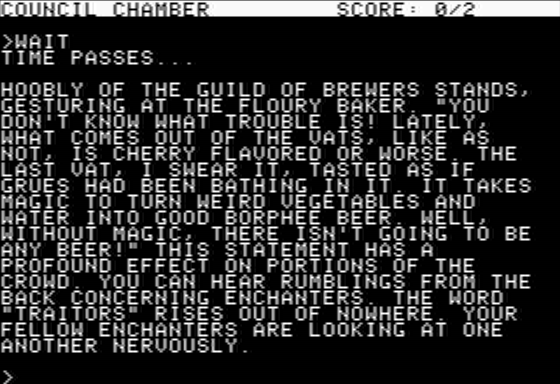 COUNCIL CHAMBER SCORE: 0/2
>WAIT
TIME PASSES...
HOOBLY OF THE GUILD OF BREWERS STANDS,
GESTURING AT THE FLOURY BAKER. "YOU
DON'T KNOW WHAT TROUBLE IS! LATELY,
WHAT COMES OUT OF THE VATS, LIKE AS
NOT, IS CHERRY FLAVORED OR WORSE. THE
LAST VAT, I SWEAR IT, TASTED AS IF
GRUES HAD BEEN BATHING IN IT. IT TAKES
MAGIC TO TURN WEIRD VEGETABLES AND
WATER INTO GOOD BORPHEE BEER. WELL,
WITHOUT MAGIC, THERE ISN'T GOING TO BE
ANY BEER!" THIS STATEMENT HAS A
PROFOUND EFFECT ON PORTIONS OF THE
CROWD. YOU CAN HEAR RUMBLINGS FROM THE
BACK CONCERNING ENCHANTERS. THE WORD
"TRAITORS" RISES OUT OF NOWHERE. YOUR
FELLOW ENCHANTERS ARE LOOKING AT ONE
ANOTHER NERVOUSLY.
>